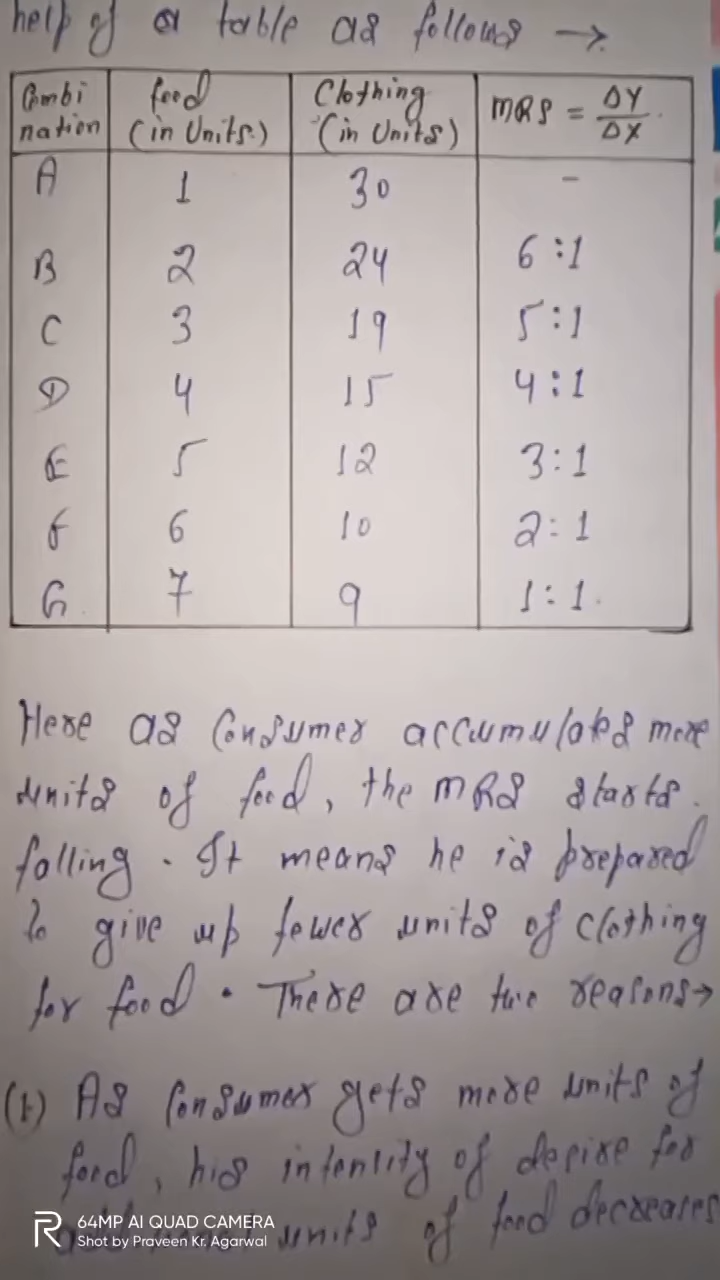 help of a table as follows →
Combi nation food (in Units.) Clothing (in Units) MRS = ΔY/ΔX
A 1 30 -
B 2 24 6:1
C 3 19 5:1
D 4 15 4:1
E 5 12 3:1
F 6 10 2:1
G 7 9 1:1.
Here as Consumer accumulates more
units of food, the MRS starts.
falling. It means he is prepared
to give up fewer units of clothing
for food. There are two reasons→
(1) As Consumer gets more units of
food, his intensity of desire for
units of food decreases
64MP AI QUAD CAMERA
Shot by Praveen Kr. Agarwal